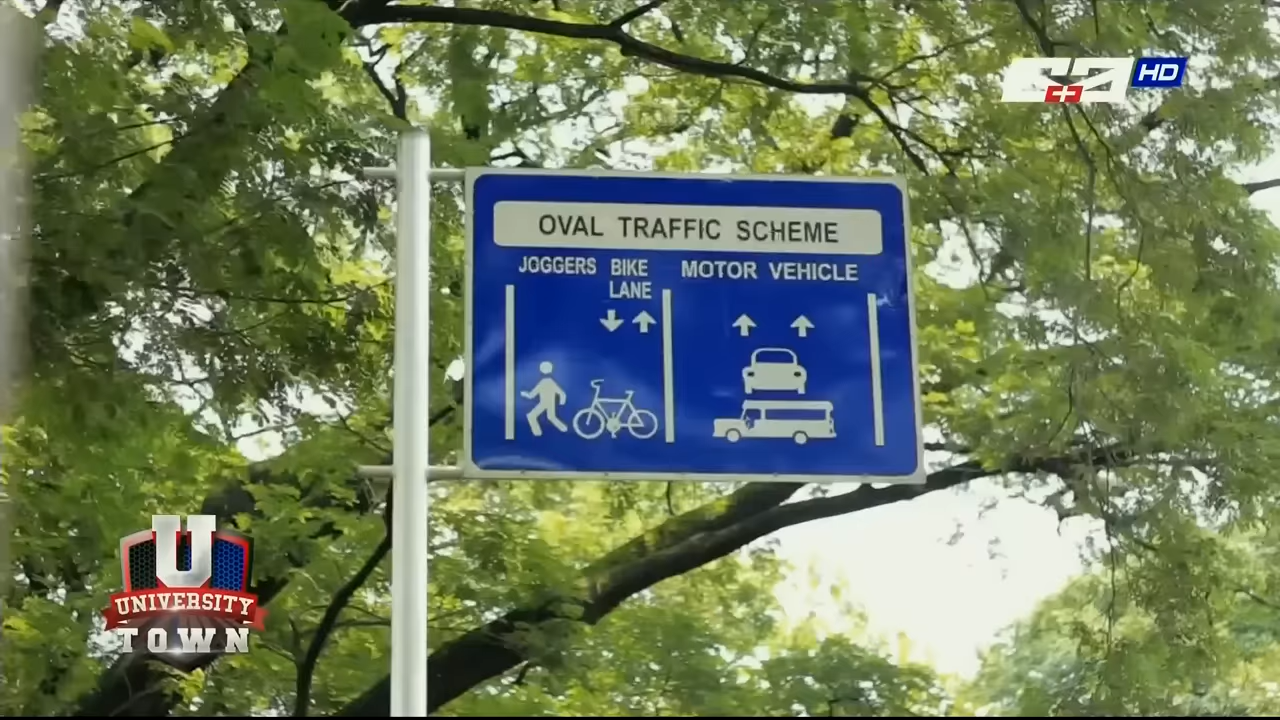 HD
OVAL TRAFFIC SCHEME
JOGGERS BIKE LANE
MOTOR VEHICLE
U
UNIVERSITY
TOWN